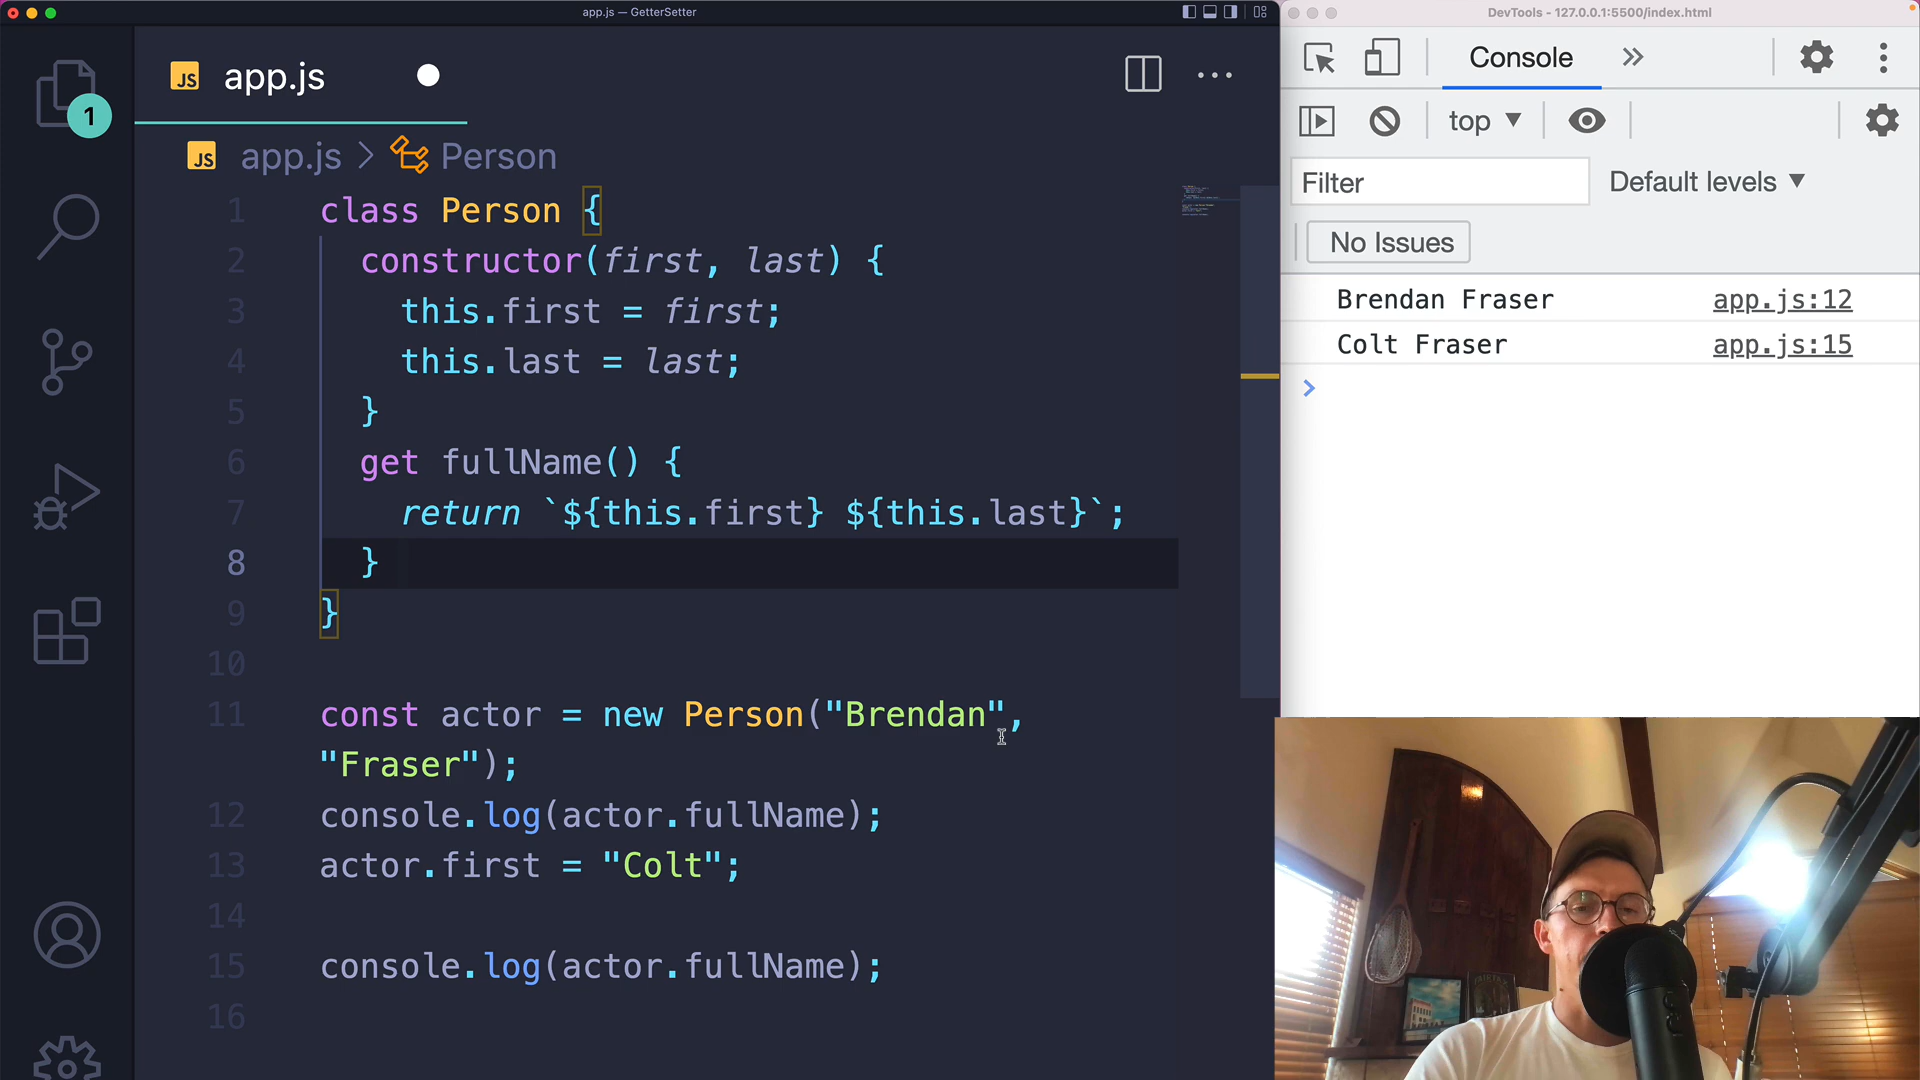 app.js — GetterSetter
JS app.js
1
JS app.js > Person
1 class Person {
2 constructor(first, last) {
3 this.first = first;
4 this.last = last;
5 }
6 get fullName() {
7 return `${this.first} ${this.last}`;
8 }
9 }
10
11 const actor = new Person("Brendan",
"Fraser");
12 console.log(actor.fullName);
13 actor.first = "Colt";
14
15 console.log(actor.fullName);
16
DevTools - 127.0.0.1:5500/index.html
Console
top
Filter
Default levels
No Issues
Brendan Fraser app.js:12
Colt Fraser app.js:15